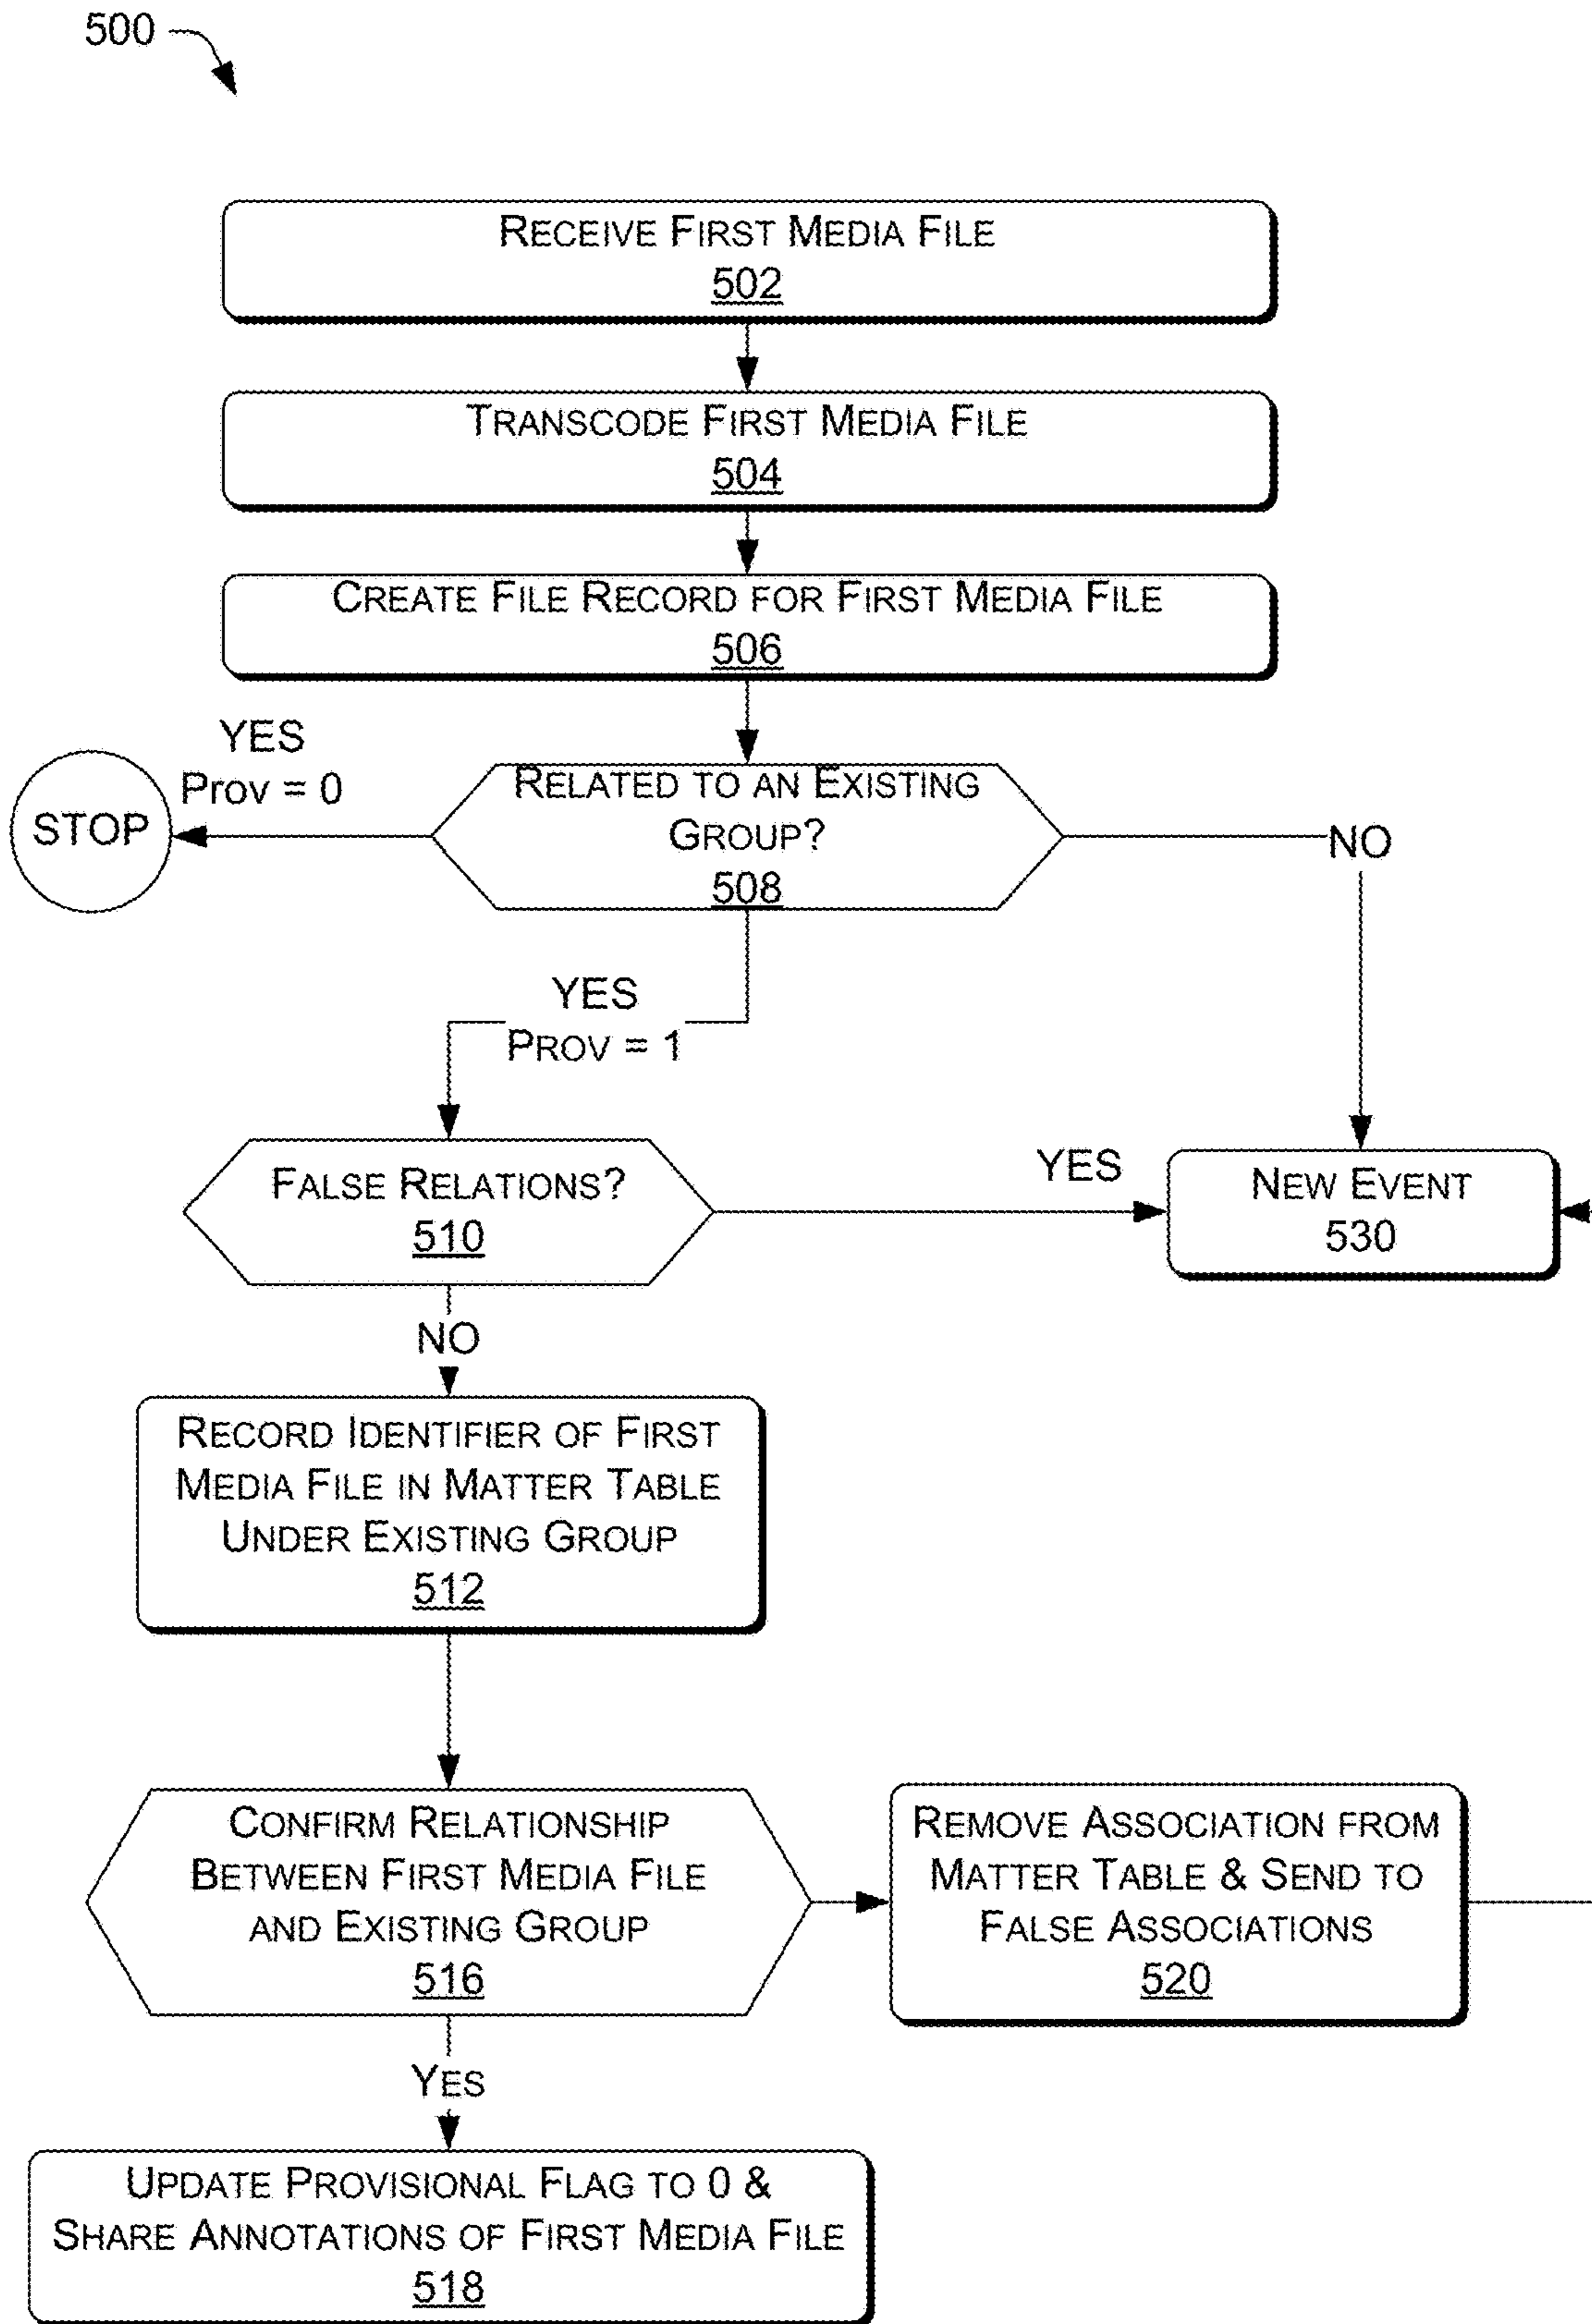 500
RECEIVE FIRST MEDIA FILE
502
TRANSCODE FIRST MEDIA FILE
504
CREATE FILE RECORD FOR FIRST MEDIA FILE
506
YES
PROV = 0
STOP
RELATED TO AN EXISTING
GROUP?
508
NO
YES
PROV = 1
FALSE RELATIONS?
510
YES
NEW EVENT
530
NO
RECORD IDENTIFIER OF FIRST
MEDIA FILE IN MATTER TABLE
UNDER EXISTING GROUP
512
CONFIRM RELATIONSHIP
BETWEEN FIRST MEDIA FILE
AND EXISTING GROUP
516
REMOVE ASSOCIATION FROM
MATTER TABLE & SEND TO
FALSE ASSOCIATIONS
520
YES
UPDATE PROVISIONAL FLAG TO 0 &
SHARE ANNOTATIONS OF FIRST MEDIA FILE
518